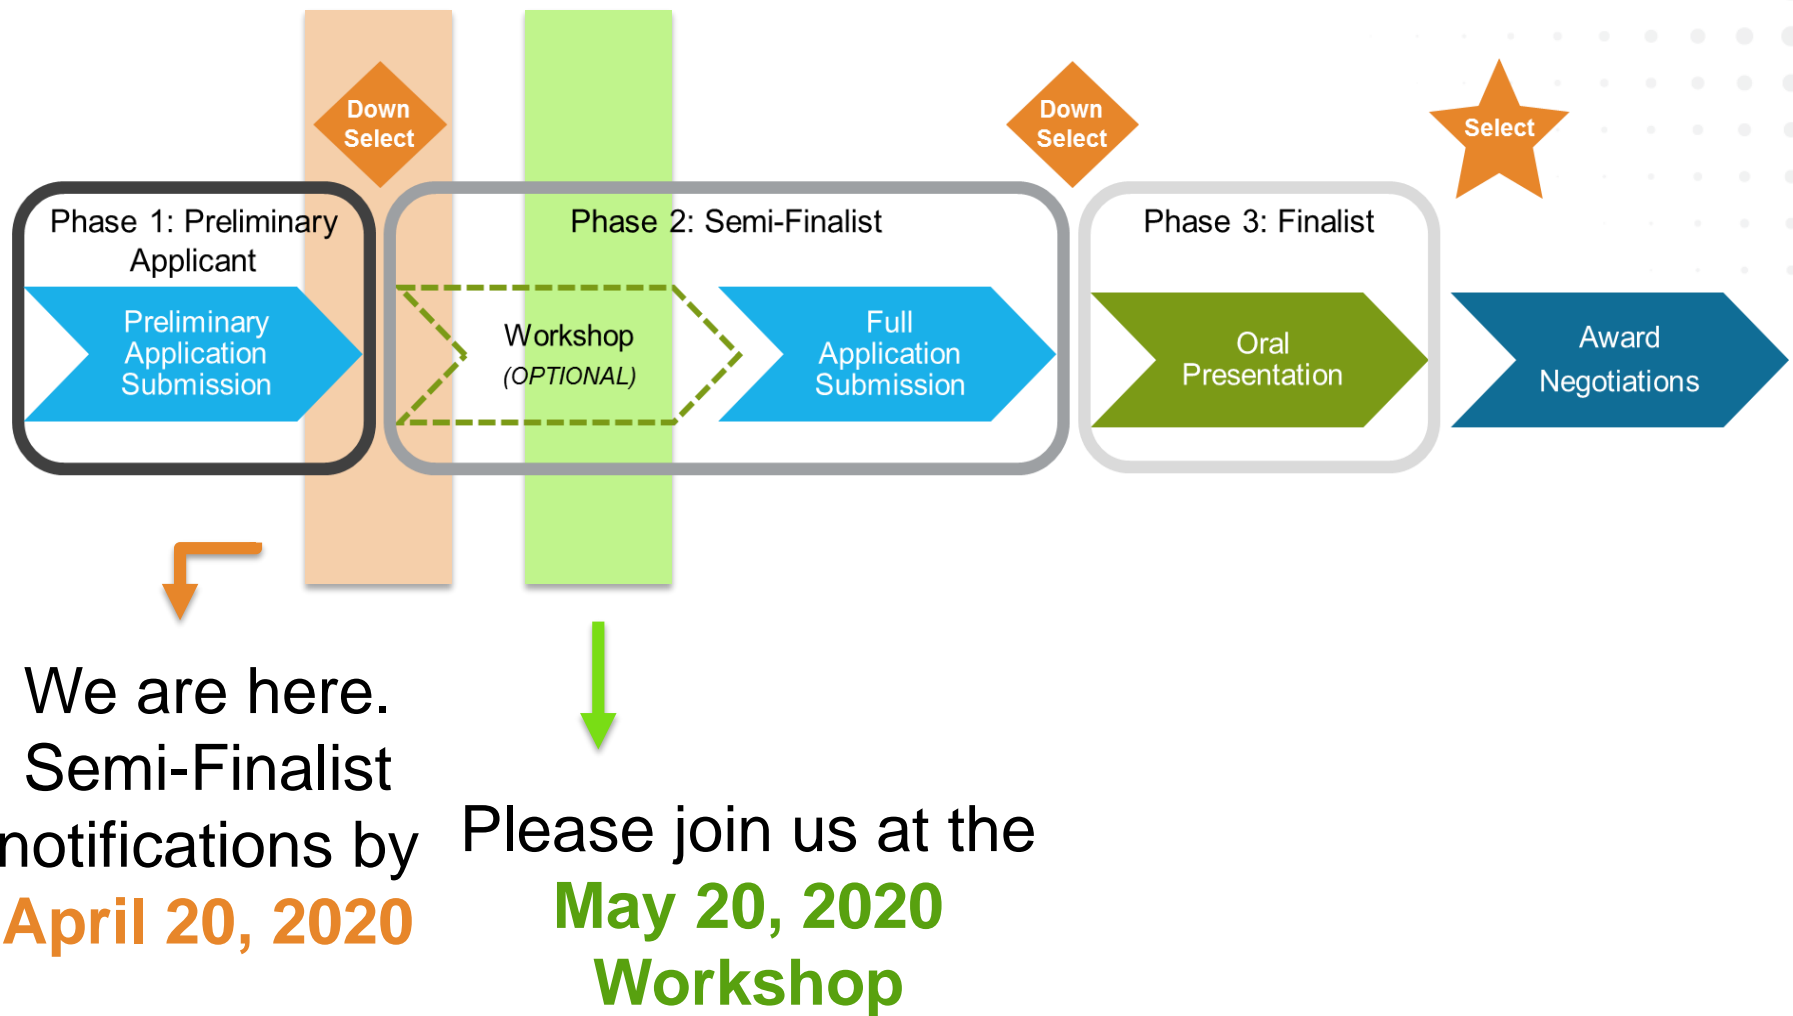 Down
Select
Down
Select
Select
Phase 1: Preliminary
Applicant
Phase 2: Semi-Finalist
Phase 3: Finalist
Preliminary
Application
Submission
Workshop
(OPTIONAL)
Full
Application
Submission
Oral
Presentation
Award
Negotiations
We are here.
Semi-Finalist
notifications by
April 20, 2020
Please join us at the
May 20, 2020
Workshop